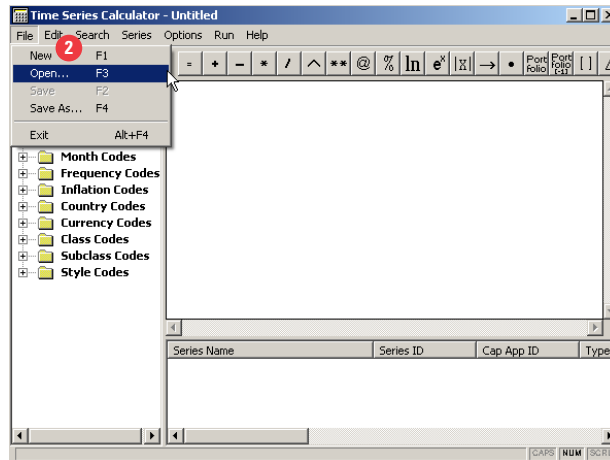 Time Series Calculator - Untitled
File Edit Search Series Options Run Help
2
New F1
Open... F3
Save F2
Save As... F4
Exit Alt+F4
= + − * / ^ ** @ % ln eˣ |X| → • Port Folio Port Folio [-1] [ ]
Month Codes
Frequency Codes
Inflation Codes
Country Codes
Currency Codes
Class Codes
Subclass Codes
Style Codes
Series Name Series ID Cap App ID Type
CAPS NUM SCR